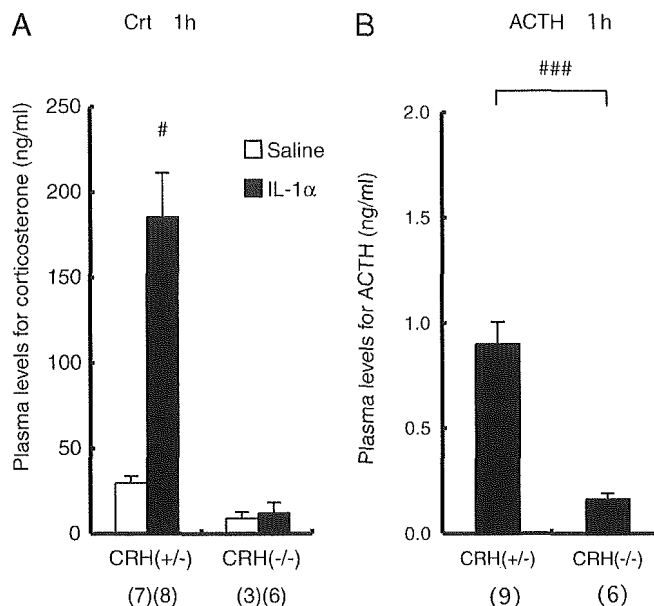 A Crt 1h
Plasma levels for corticosterone (ng/ml)
250
200
150
100
50
0
#
Saline
IL-1α
CRH(+/-) CRH(-/-)
(7)(8) (3)(6)
B ACTH 1h
###
Plasma levels for ACTH (ng/ml)
2.0
1.5
1.0
0.5
0.0
CRH(+/-) CRH(-/-)
(9) (6)